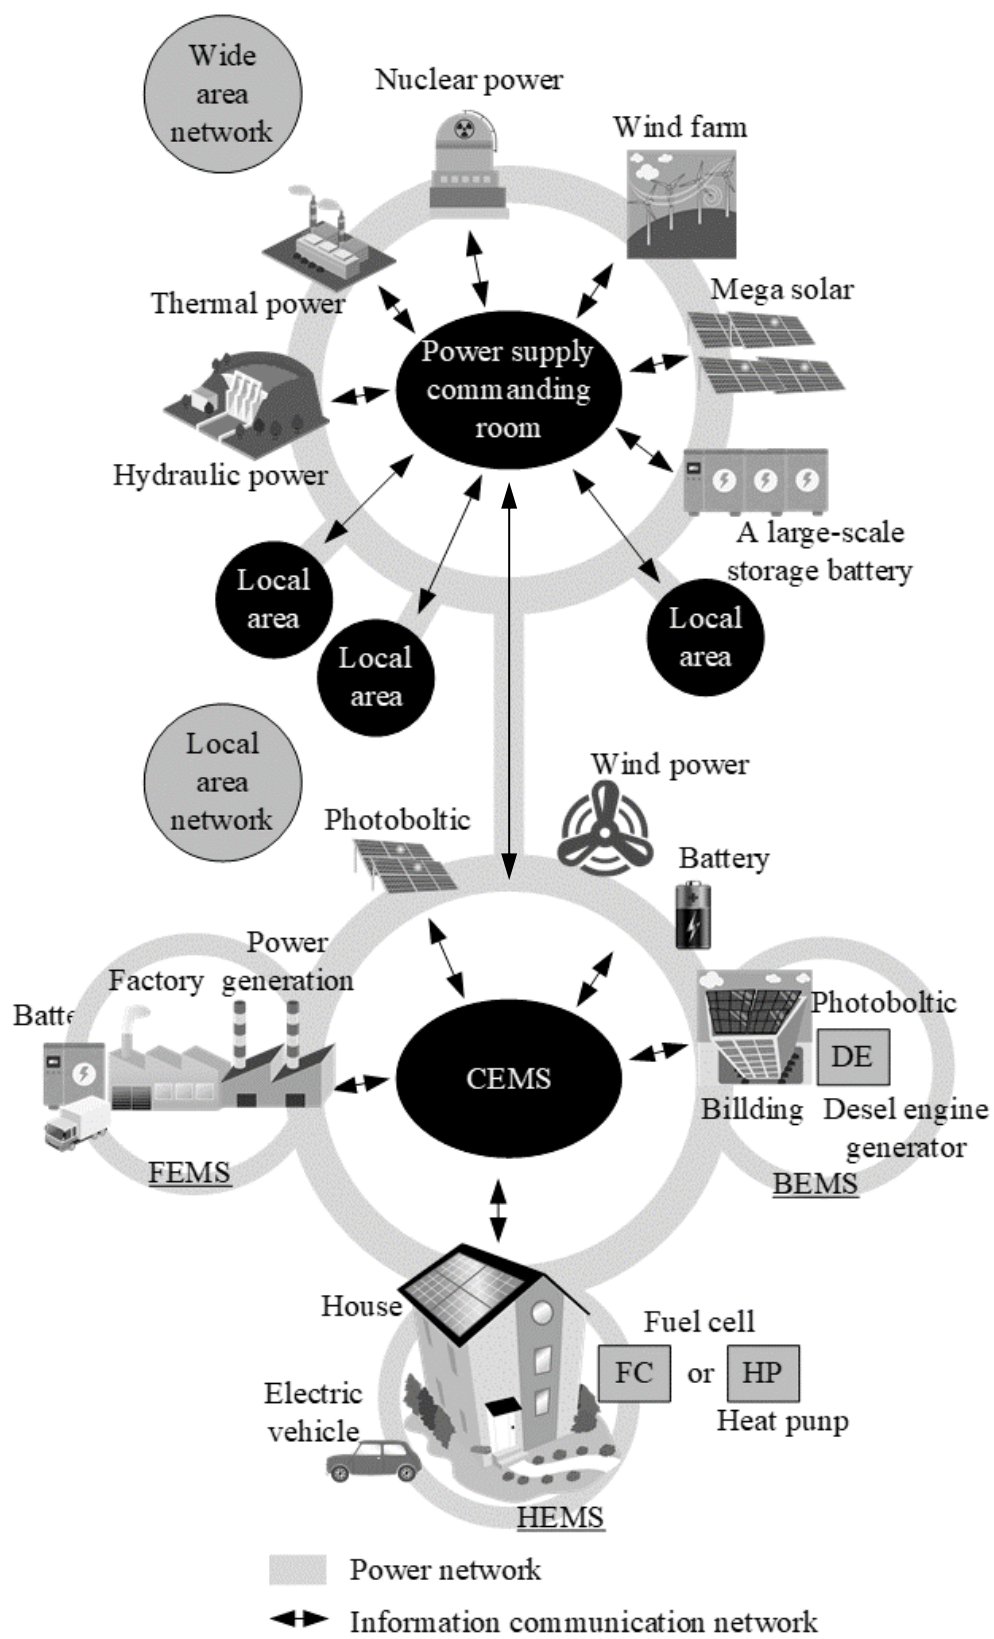 Wide
area
network
Nuclear power
Wind farm
Thermal power
Mega solar
Power supply
commanding
room
Hydraulic power
A large-scale
storage battery
Local
area
Local
area
Local
area
Local
area
network
Wind power
Photoboltic
Battery
Power
generation
Factory
Batte
CEMS
Photoboltic
DE
Billding
Desel engine
generator
FEMS
BEMS
House
Fuel cell
FC
or
HP
Heat punp
Electric
vehicle
HEMS
Power network
Information communication network